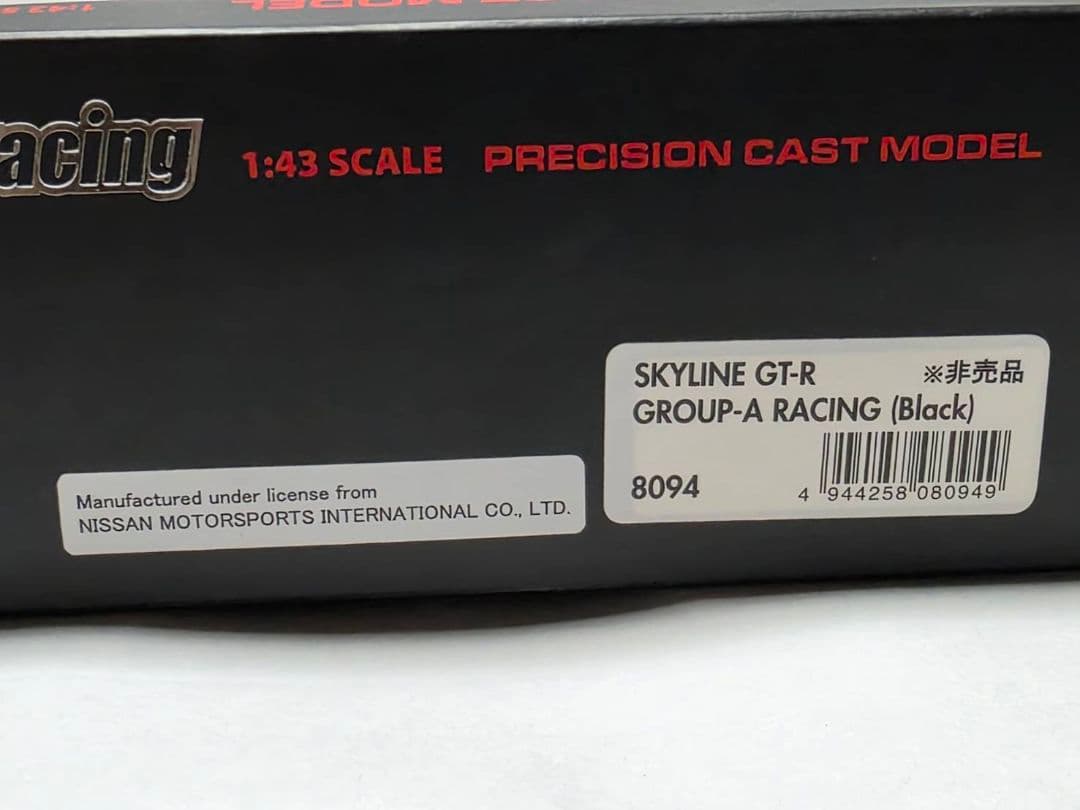 acing
1:43 SCALE PRECISION CAST MODEL
SKYLINE GT-R ※非売品
GROUP-A RACING (Black)
8094
4 944258 080949
Manufactured under license from
NISSAN MOTORSPORTS INTERNATIONAL CO., LTD.